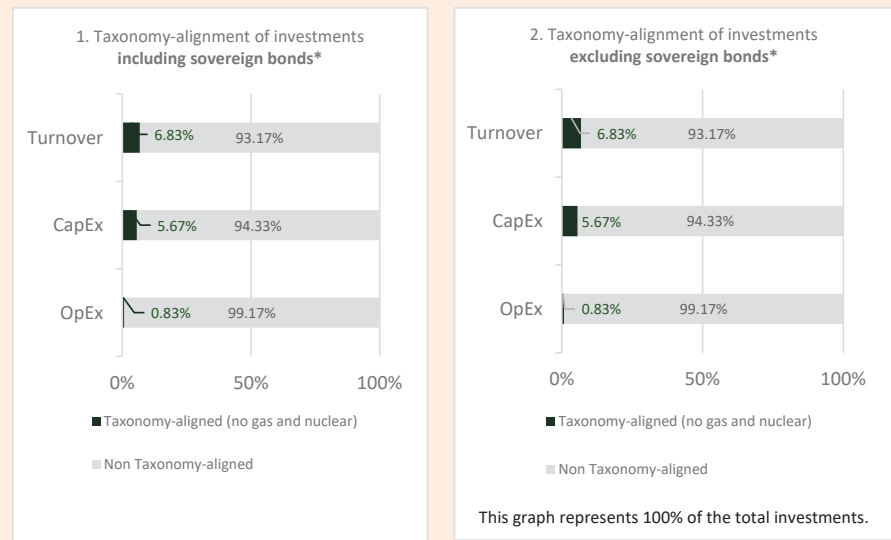 1. Taxonomy-alignment of investments
including sovereign bonds*
Turnover
6.83%
93.17%
CapEx
5.67%
94.33%
OpEx
0.83%
99.17%
0%
50%
100%
Taxonomy-aligned (no gas and nuclear)
Non Taxonomy-aligned
2. Taxonomy-alignment of investments
excluding sovereign bonds*
Turnover
6.83%
93.17%
CapEx
5.67%
94.33%
OpEx
0.83%
99.17%
0%
50%
100%
Taxonomy-aligned (no gas and nuclear)
Non Taxonomy-aligned
This graph represents 100% of the total investments.